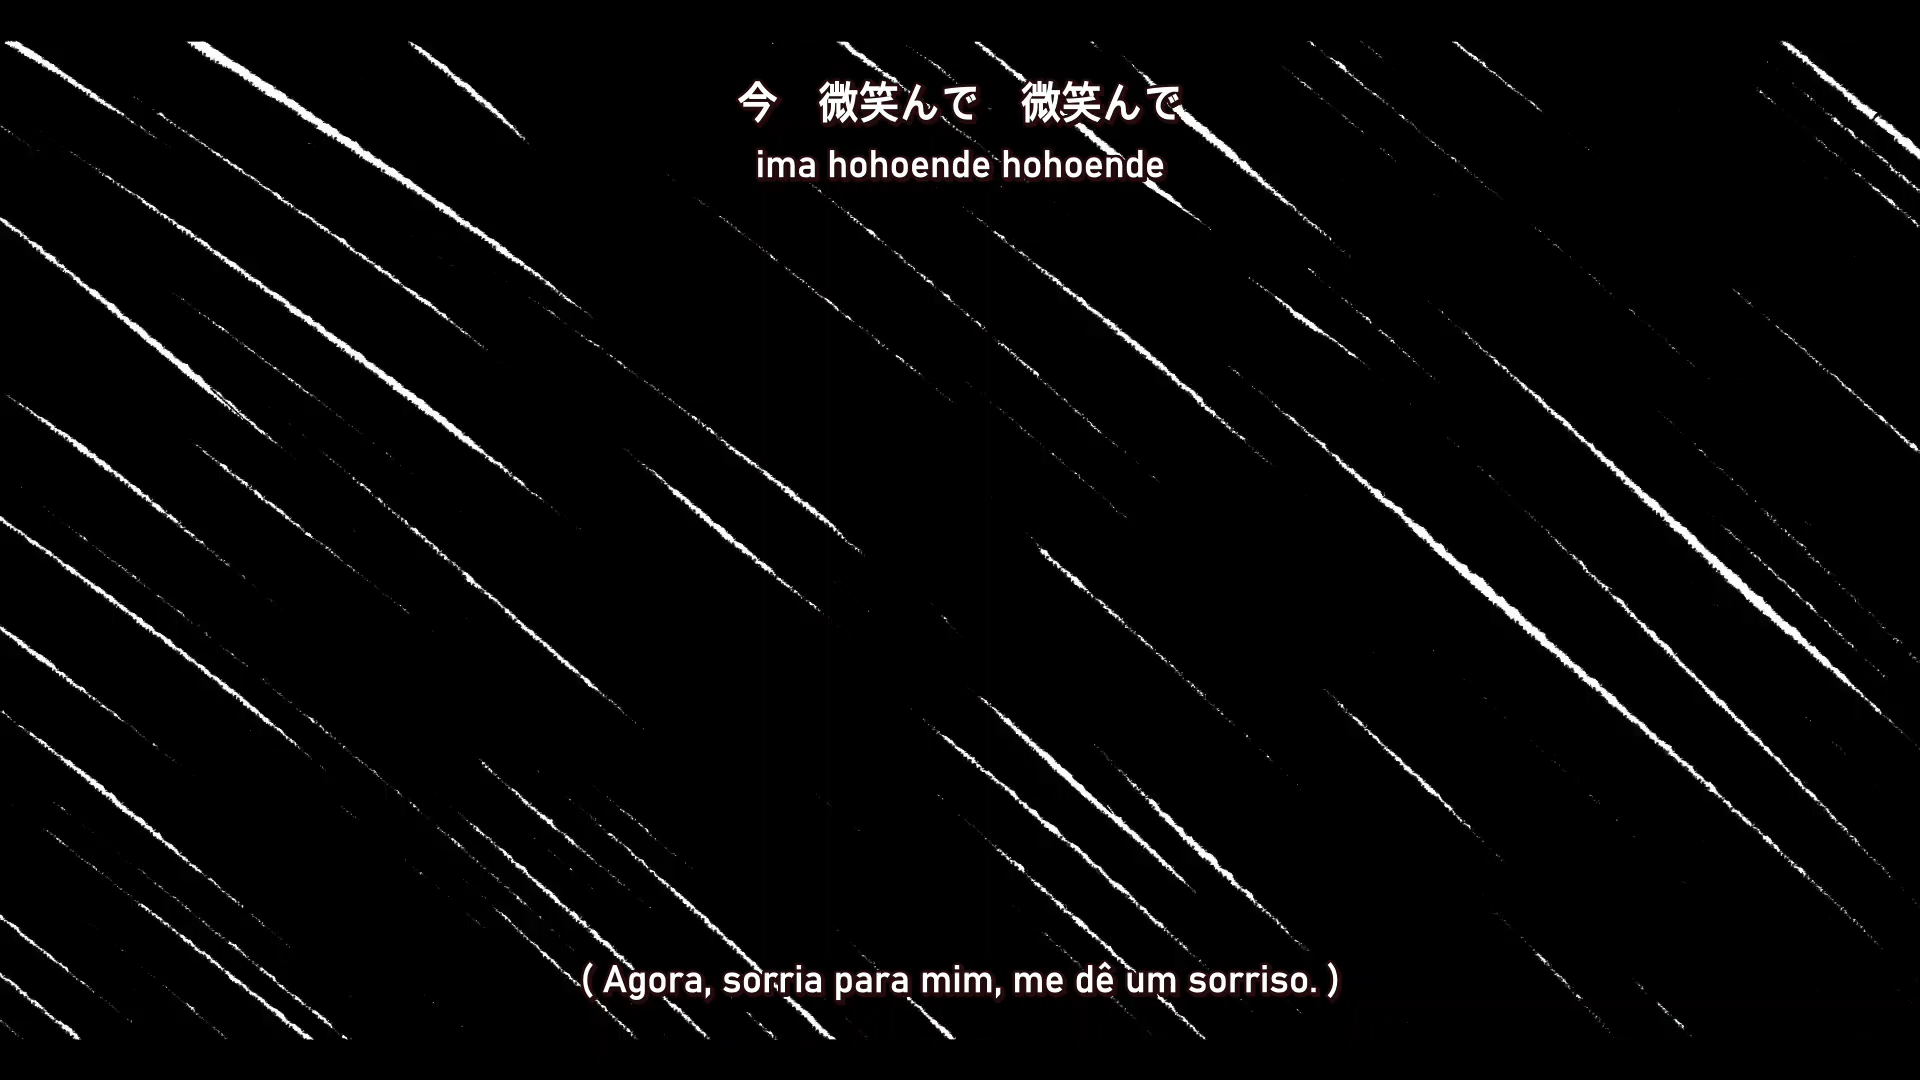 今　微笑んで　微笑んで
ima hohoende hohoende
( Agora, sorria para mim, me dê um sorriso. )